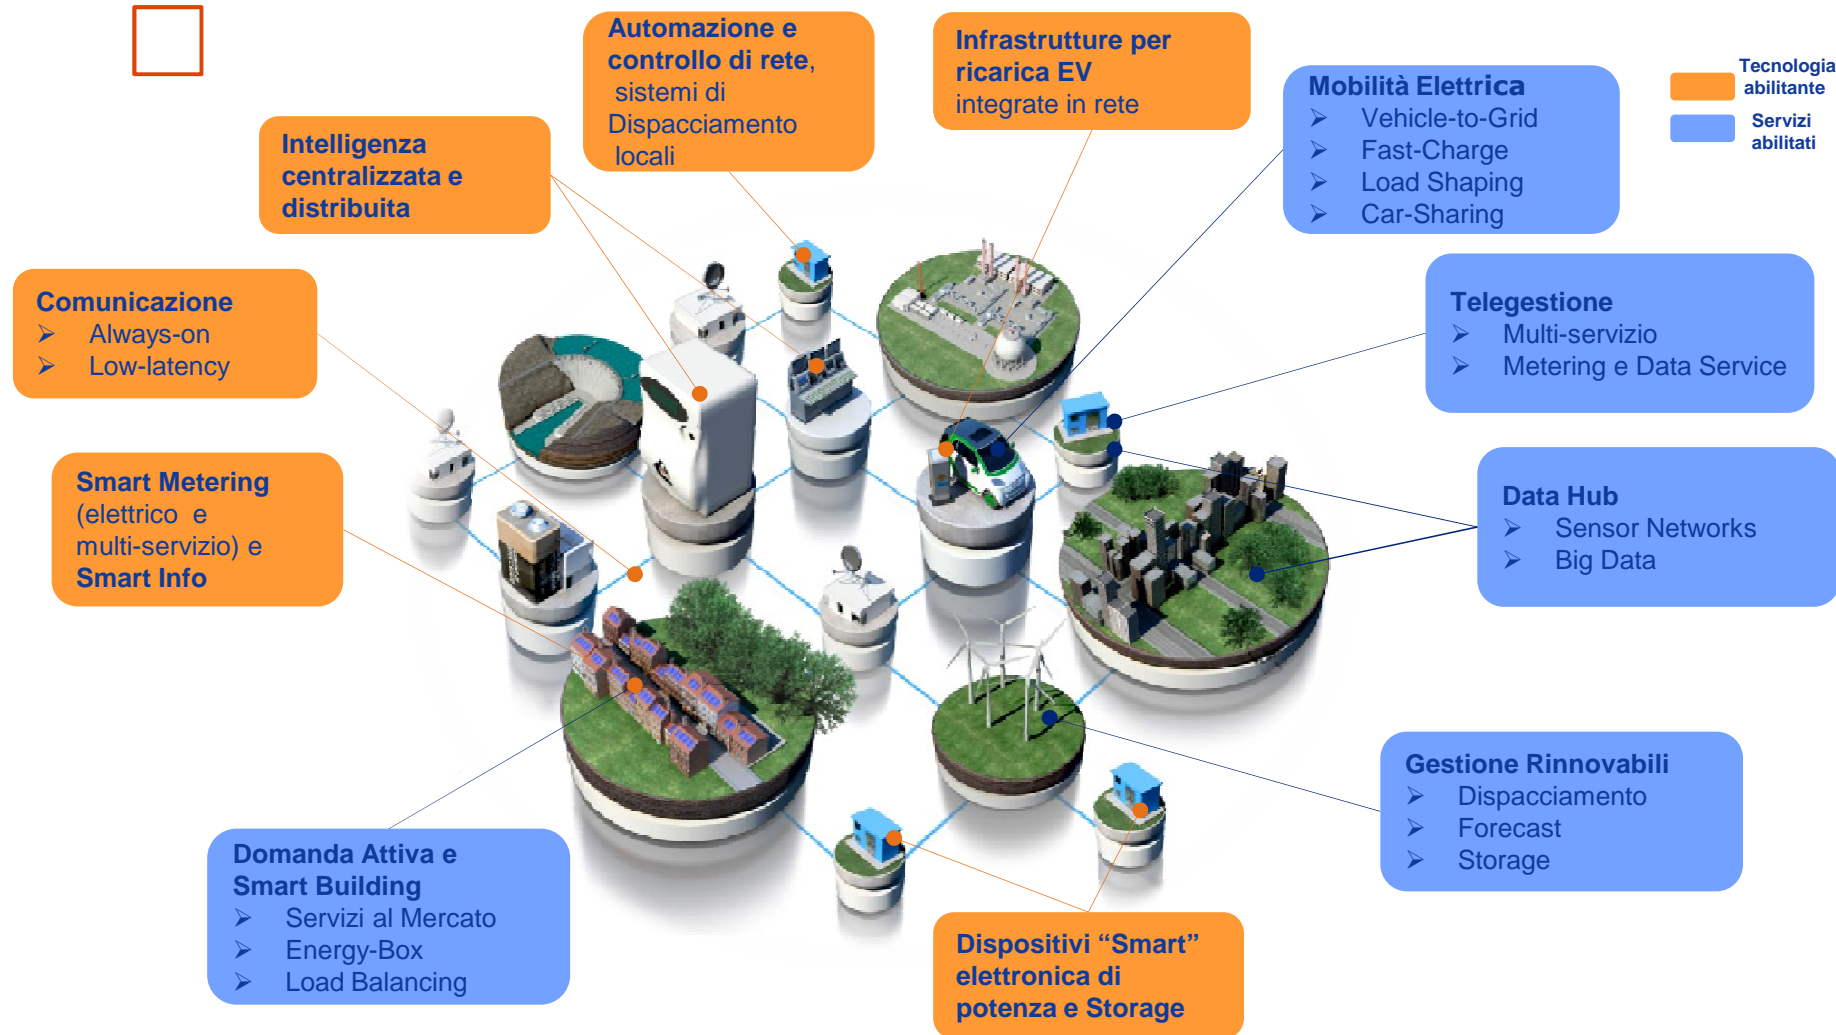 Automazione e
controllo di rete,
sistemi di
Dispacciamento
locali
Infrastrutture per
ricarica EV
integrate in rete
Mobilità Elettrica
➢ Vehicle-to-Grid
➢ Fast-Charge
➢ Load Shaping
➢ Car-Sharing
Tecnologia
abilitante
Servizi
abilitati
Intelligenza
centralizzata e
distribuita
Comunicazione
➢ Always-on
➢ Low-latency
Telegestione
➢ Multi-servizio
➢ Metering e Data Service
Smart Metering
(elettrico e
multi-servizio) e
Smart Info
Data Hub
➢ Sensor Networks
➢ Big Data
Gestione Rinnovabili
➢ Dispacciamento
➢ Forecast
➢ Storage
Domanda Attiva e
Smart Building
➢ Servizi al Mercato
➢ Energy-Box
➢ Load Balancing
Dispositivi “Smart”
elettronica di
potenza e Storage